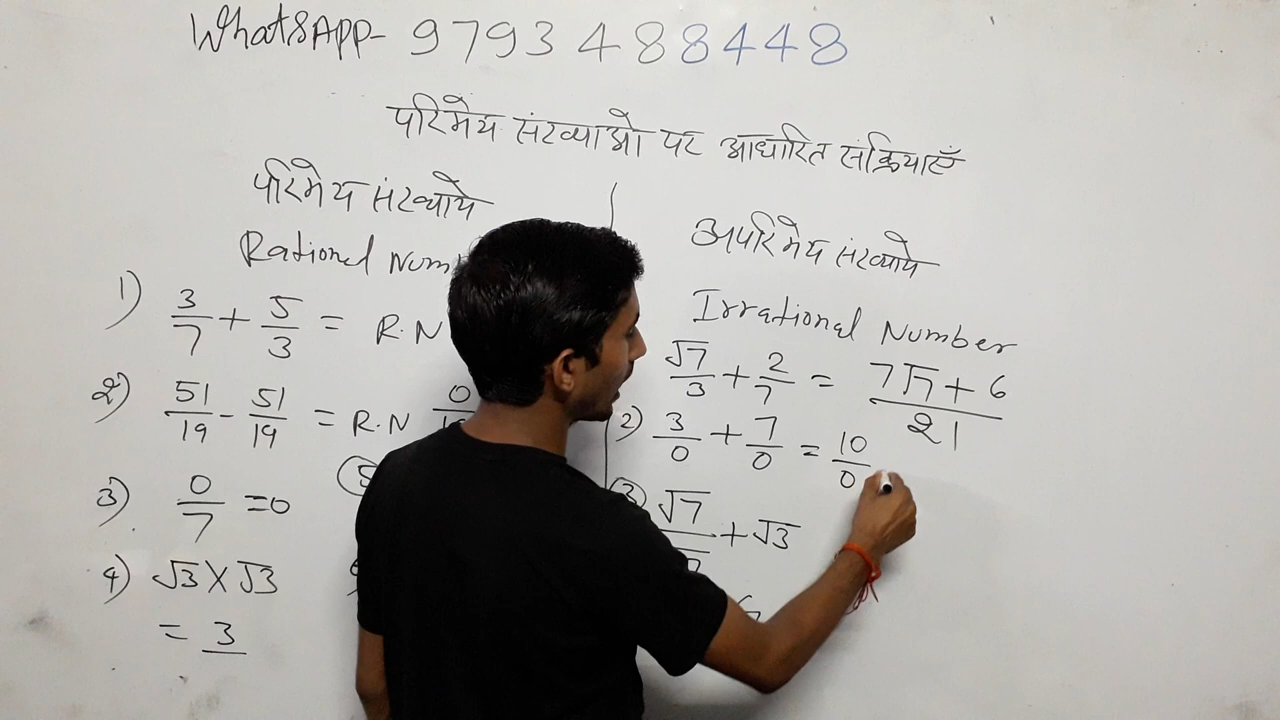 WhatsApp- 9793488448
परिमेय संख्याओ पर आधारित संक्रियाएँ
परिमेय संख्याये
Rational Num
1) 3/7 + 5/3 = R.N
2) 51/19 - 51/19 = R.N 0
3) 0/7 =0
4) √3 X √3
= 3
अपरिमेय संख्याये
Irrational Number
√7/3 + 2/7 = 7√7 + 6/21
2) 3/0 + 7/0 = 10/0
√7 + √3